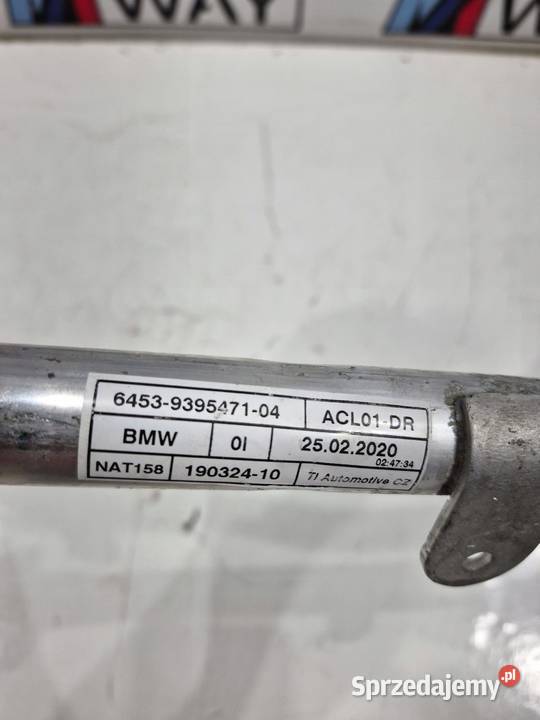 WAY
6453-9395471-04 ACL01-DR
BMW 0I 25.02.2020
02:47:34
NAT158 190324-10 TI Automotive CZ
Sprzedajemy.pl